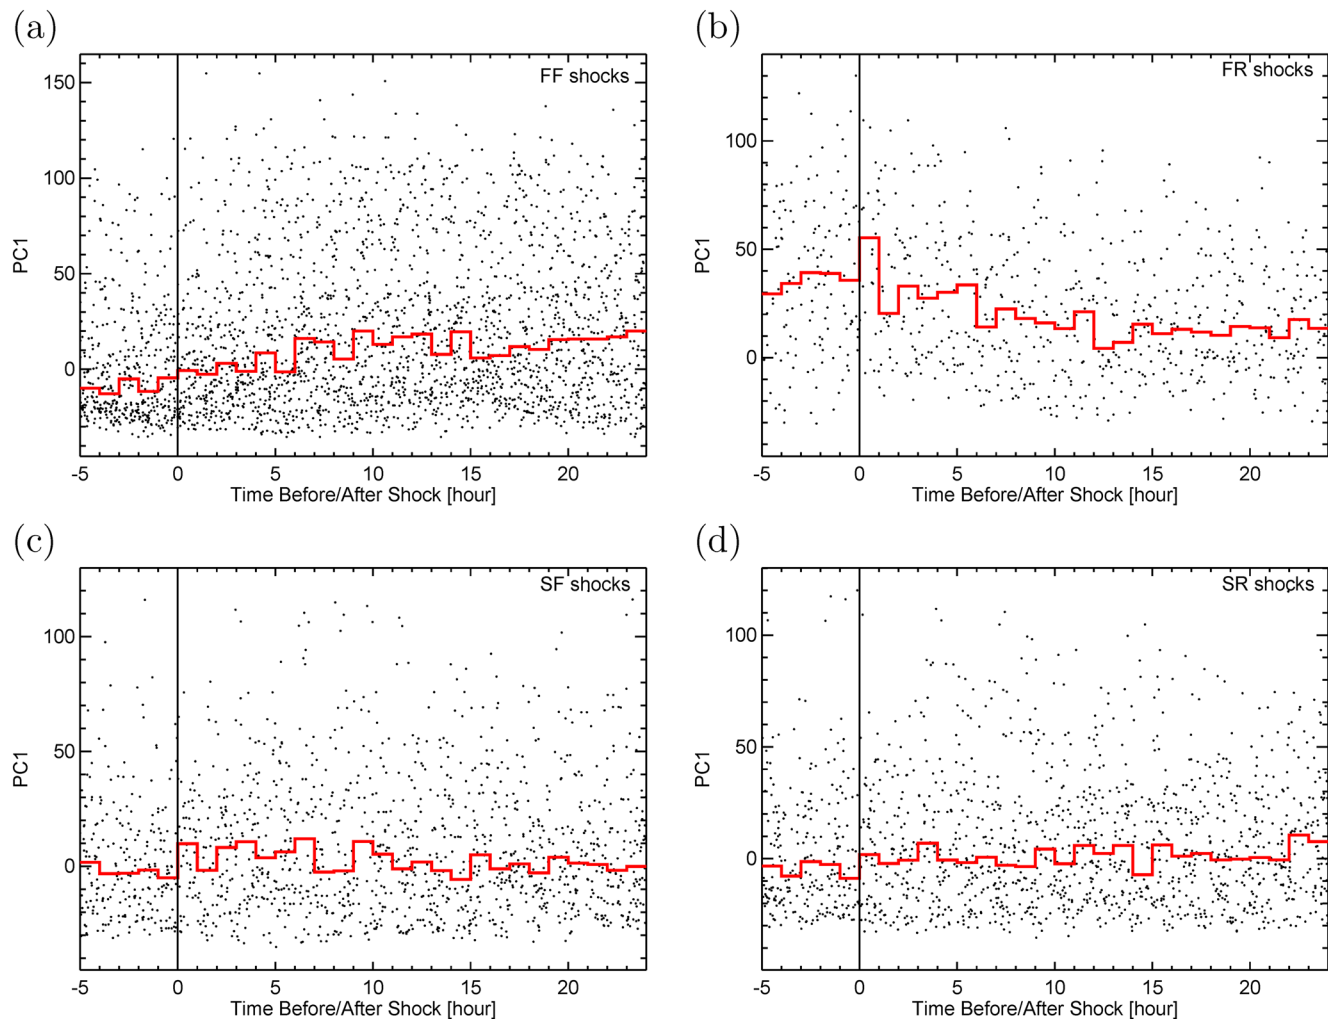 (a)
FF shocks
150
100
50
0
PC1
-5 0 5 10 15 20
Time Before/After Shock [hour]
(b)
FR shocks
100
50
0
PC1
-5 0 5 10 15 20
Time Before/After Shock [hour]
(c)
SF shocks
100
50
0
PC1
-5 0 5 10 15 20
Time Before/After Shock [hour]
(d)
SR shocks
100
50
0
PC1
-5 0 5 10 15 20
Time Before/After Shock [hour]